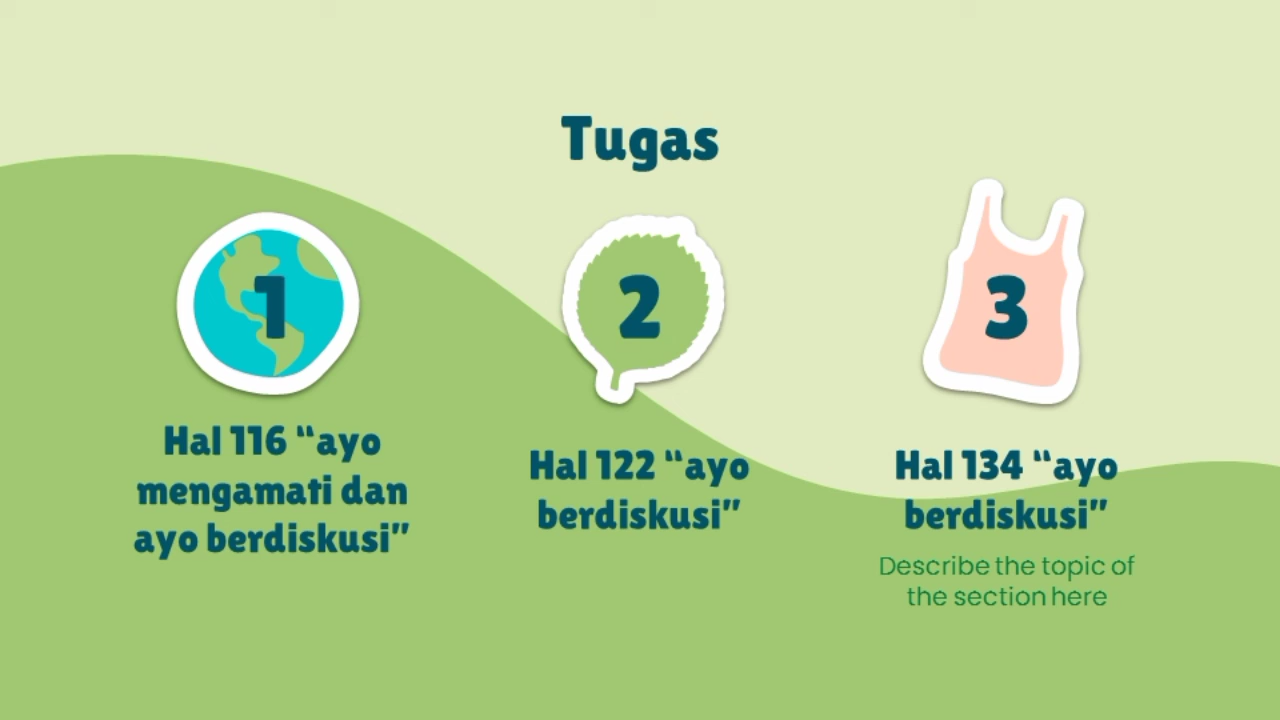 Tugas
1
2
3
Hal 116 “ayo
mengamati dan
ayo berdiskusi”
Hal 122 “ayo
berdiskusi”
Hal 134 “ayo
berdiskusi”
Describe the topic of
the section here